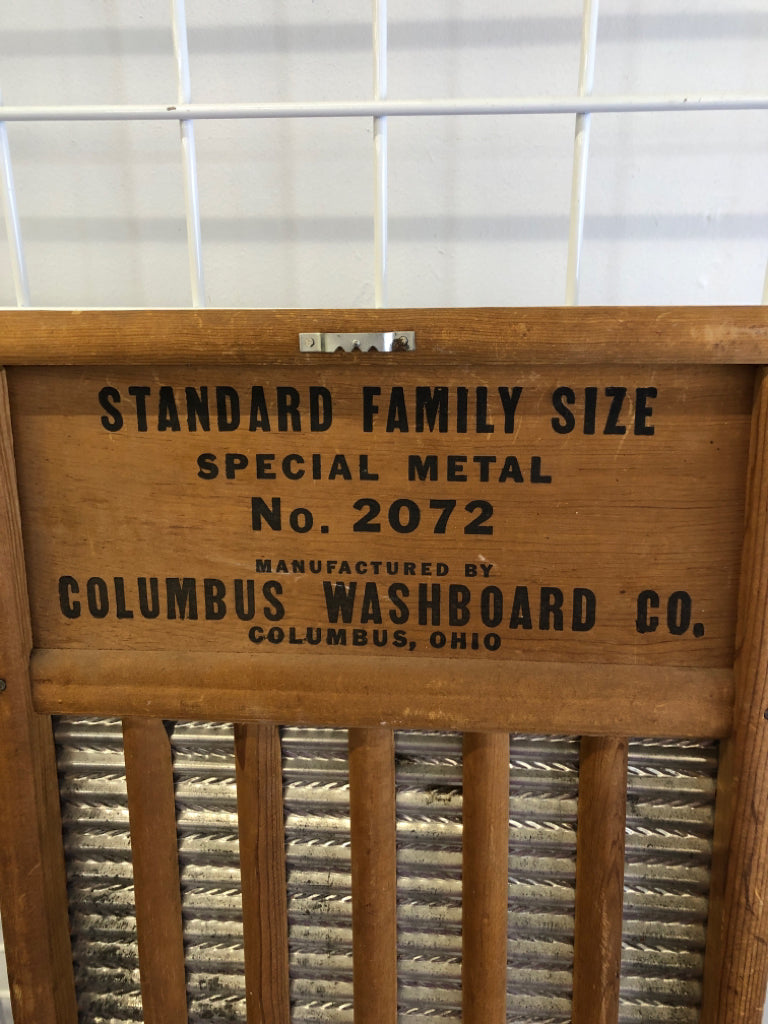 STANDARD FAMILY SIZE
SPECIAL METAL
No. 2072
MANUFACTURED BY
COLUMBUS WASHBOARD CO.
COLUMBUS, OHIO